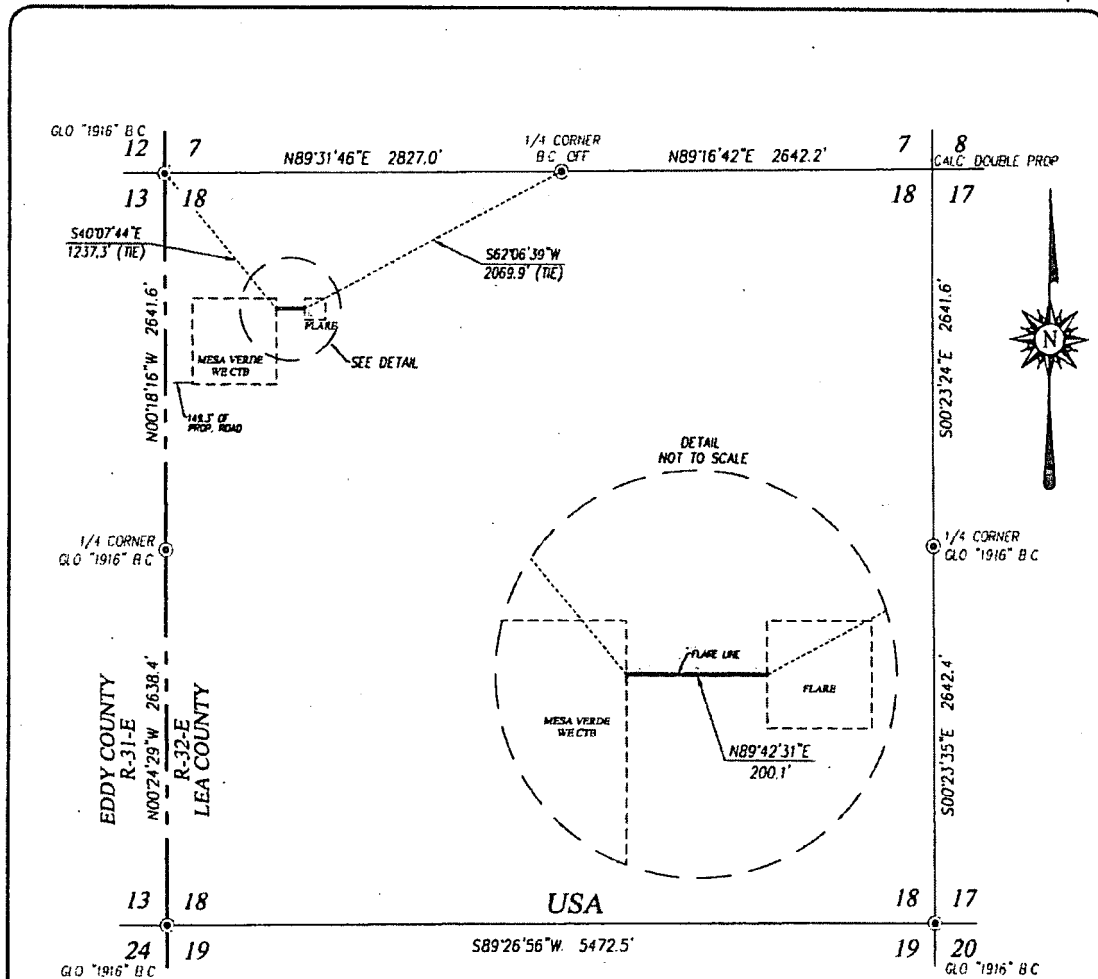 GLO "1916" B C
12 7
N89°31'46"E 2827.0'
1/4 CORNER
B.C. OFF
N89°16'42"E 2642.2'
7 8
CALC DOUBLE PROP
13 18
18 17
S40°07'44"E
1237.3' (TIE)
S62°06'39"W
2069.9' (TIE)
N00°18'16"W 2641.6'
S00°23'24"E 2641.6'
N
FLARE
MESA VERDE
WE CTB
SEE DETAIL
149.3' OF
PROP. ROAD
DETAIL
NOT TO SCALE
1/4 CORNER
GLO "1916" B C
1/4 CORNER
GLO "1916" B C
FLARE LINE
FLARE
MESA VERDE
WE CTB
N89°42'31"E
200.1'
EDDY COUNTY
R-31-E
N00°24'29"W 2638.4'
R-32-E
LEA COUNTY
S00°23'35"E 2642.4'
13 18
USA
18 17
24 19
S89°26'56"W 5472.5'
19 20
GLO "1916" B C
GLO "1916" B C